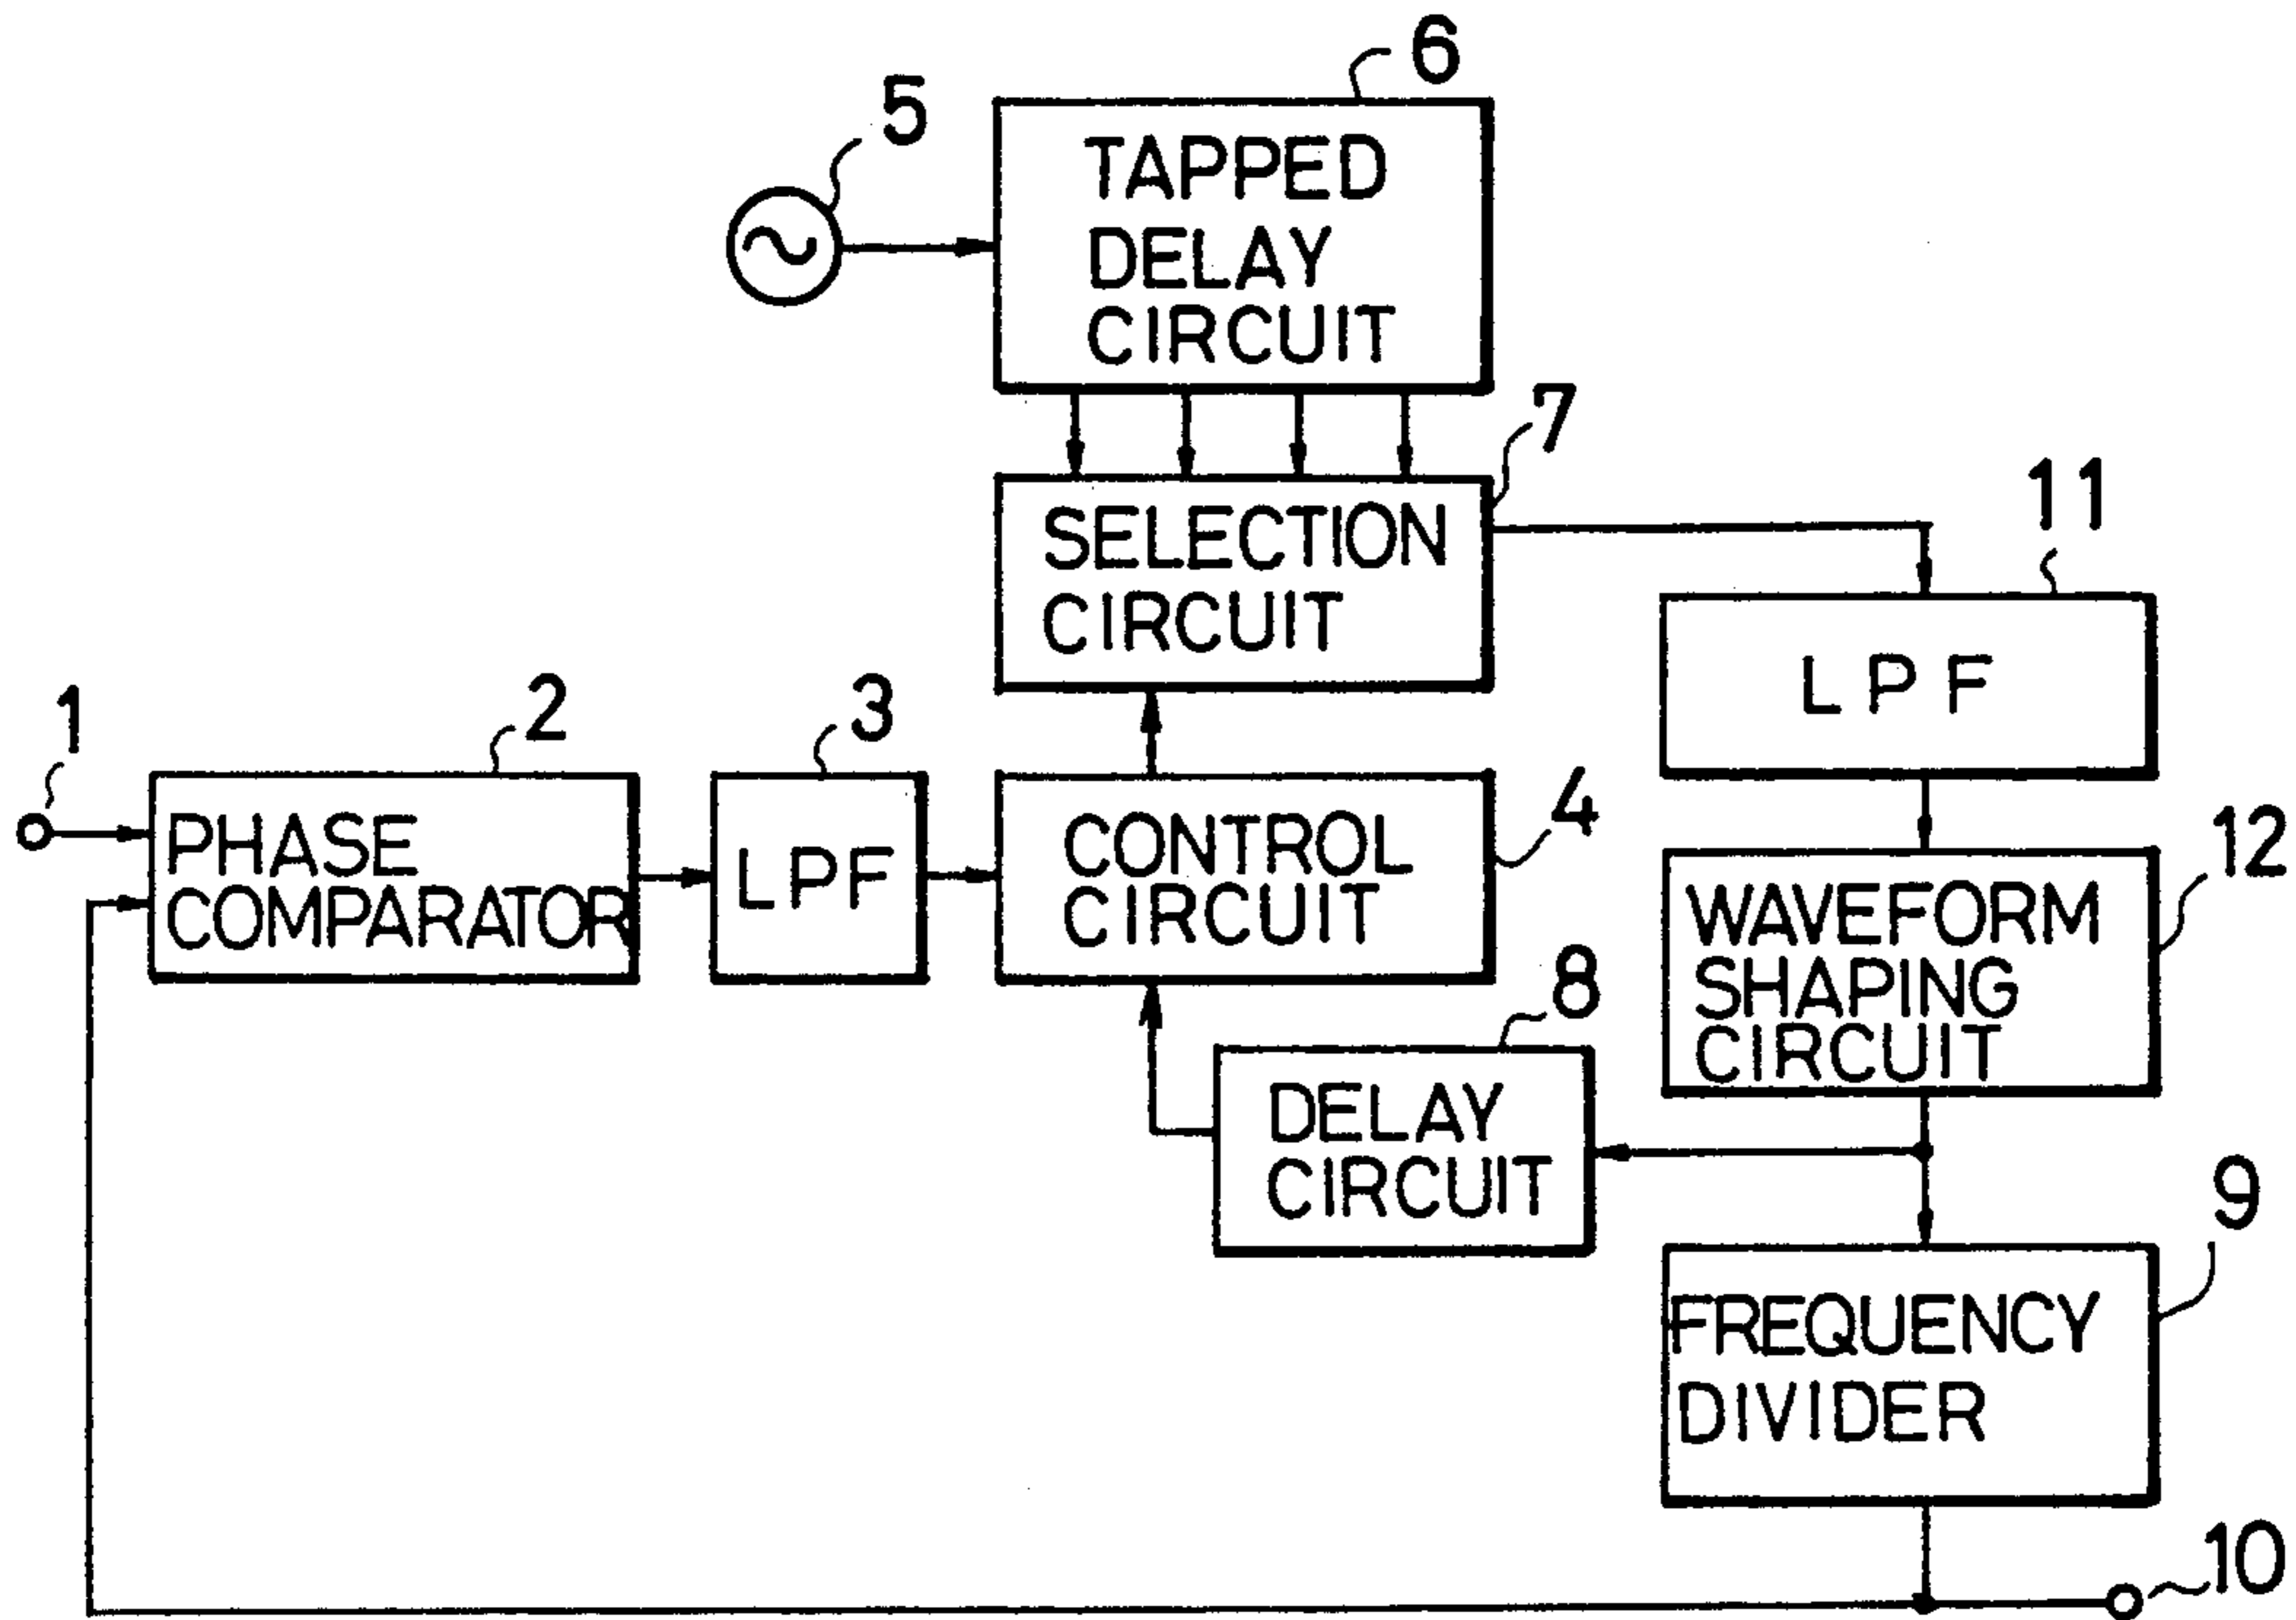 6
5
TAPPED
DELAY
CIRCUIT
7
SELECTION
CIRCUIT
11
LPF
1
2
3
PHASE
COMPARATOR
LPF
CONTROL
CIRCUIT
4
12
WAVEFORM
SHAPING
CIRCUIT
8
DELAY
CIRCUIT
9
FREQUENCY
DIVIDER
10